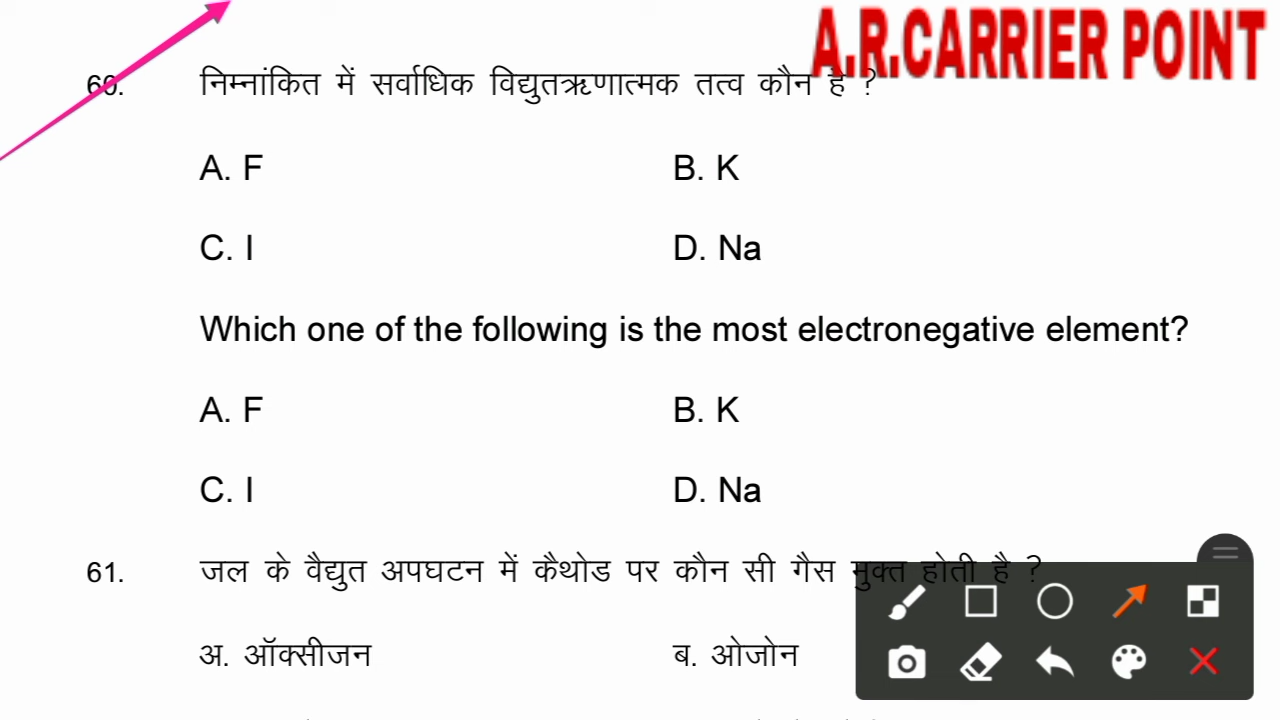 A.R.CARRIER POINT
60. निम्नांकित में सर्वाधिक विद्युतऋणात्मक तत्व कौन है ?
A. F B. K
C. I D. Na
Which one of the following is the most electronegative element?
A. F B. K
C. I D. Na
61. जल के वैद्युत अपघटन में कैथोड पर कौन सी गैस मुक्त होती है ?
अ. ऑक्सीजन ब. ओजोन